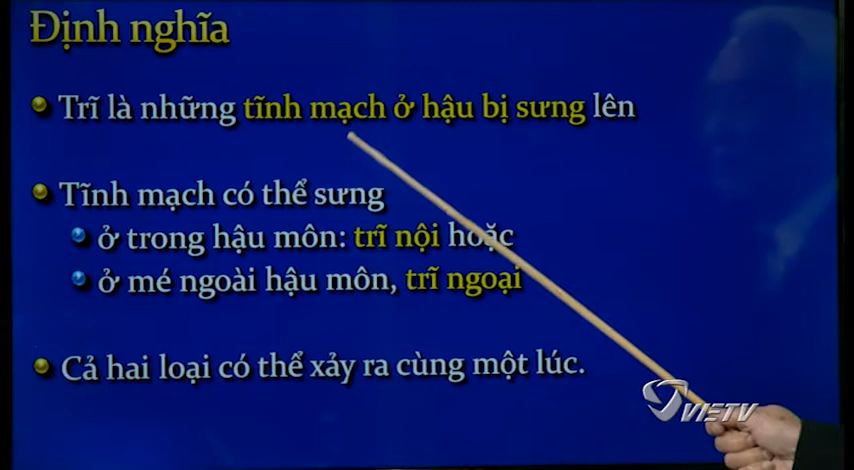 Định nghĩa
Trĩ là những tĩnh mạch ở hậu bị sưng lên
Tĩnh mạch có thể sưng
ở trong hậu môn: trĩ nội hoặc
ở mé ngoài hậu môn, trĩ ngoại
Cả hai loại có thể xảy ra cùng một lúc.
VIETV